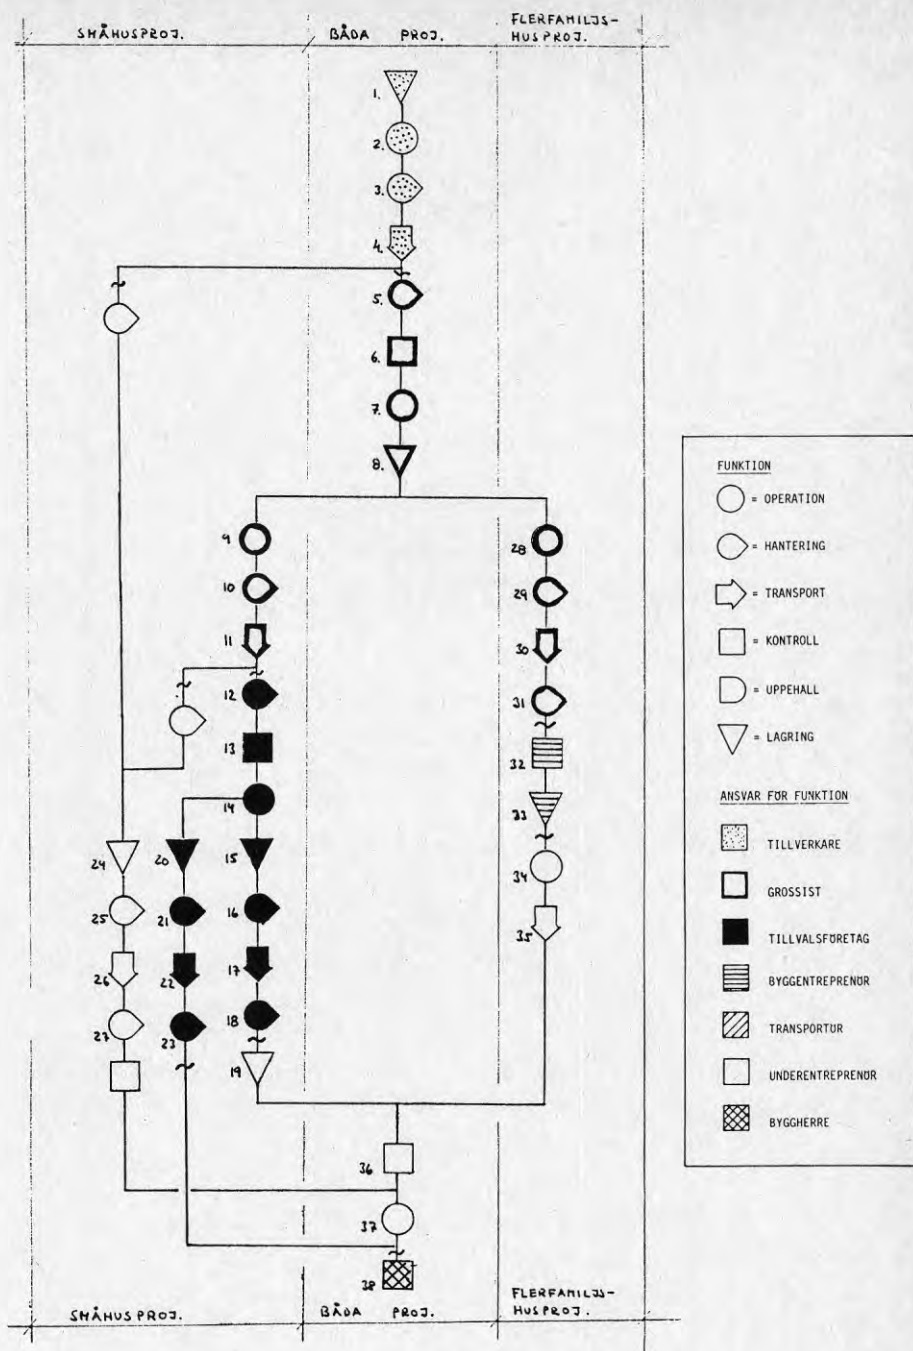 SMÅHUSPROJ.
BÅDA PROJ.
FLERFAMILJS-
HUSPROJ.
1.
2.
3.
4.
5.
6.
7.
8.
9
28
10
29
11
30
12
31
13
32
14
33
24
20
15
34
25
21
16
35
26
22
17
27
23
18
19
36
37
38
SMÅHUSPROJ.
BÅDA PROJ.
FLERFAMILJS-
HUSPROJ.
FUNKTION
= OPERATION
= HANTERING
= TRANSPORT
= KONTROLL
= UPPEHALL
= LAGRING
ANSVAR FÖR FUNKTION
TILLVERKARE
GROSSIST
TILLVALSFÖRETAG
BYGGENTREPRENÖR
TRANSPORTÖR
UNDERENTREPRENÖR
BYGGHERRE